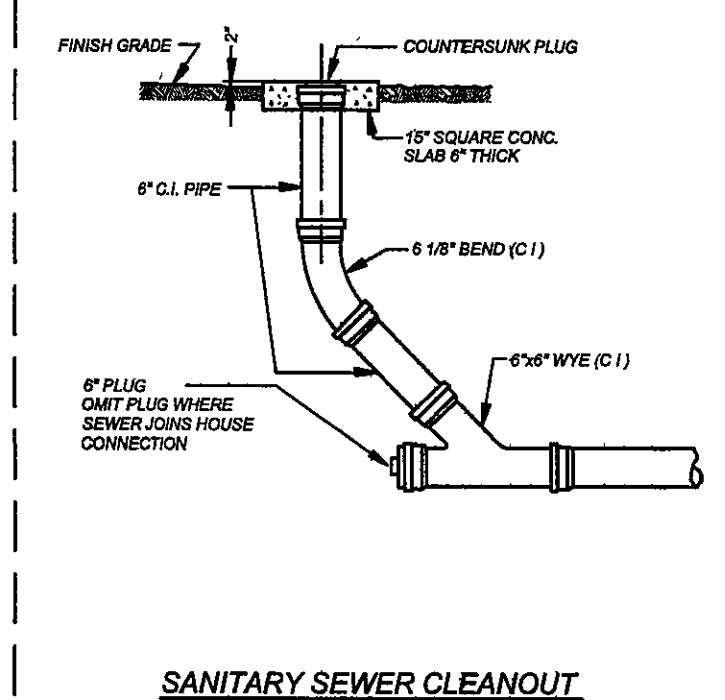 FINISH GRADE
2"
COUNTERSUNK PLUG
15" SQUARE CONC.
SLAB 6" THICK
6" C.I. PIPE
6 1/8" BEND (C I)
6"x6" WYE (C I)
6" PLUG
OMIT PLUG WHERE
SEWER JOINS HOUSE
CONNECTION
SANITARY SEWER CLEANOUT